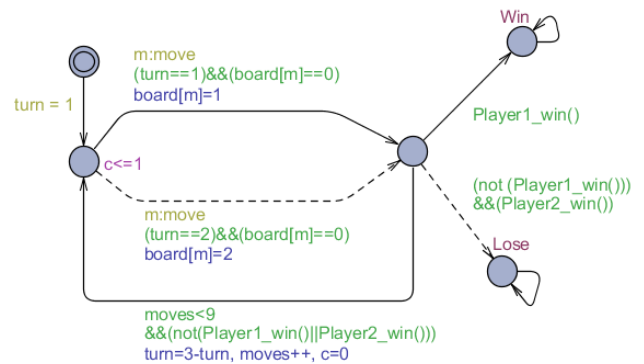 Win
m:move
(turn==1)&&(board[m]==0)
board[m]=1
turn = 1
Player1_win()
c<=1
(not (Player1_win()))
&&(Player2_win())
m:move
(turn==2)&&(board[m]==0)
board[m]=2
Lose
moves<9
&&(not(Player1_win()||Player2_win()))
turn=3-turn, moves++, c=0